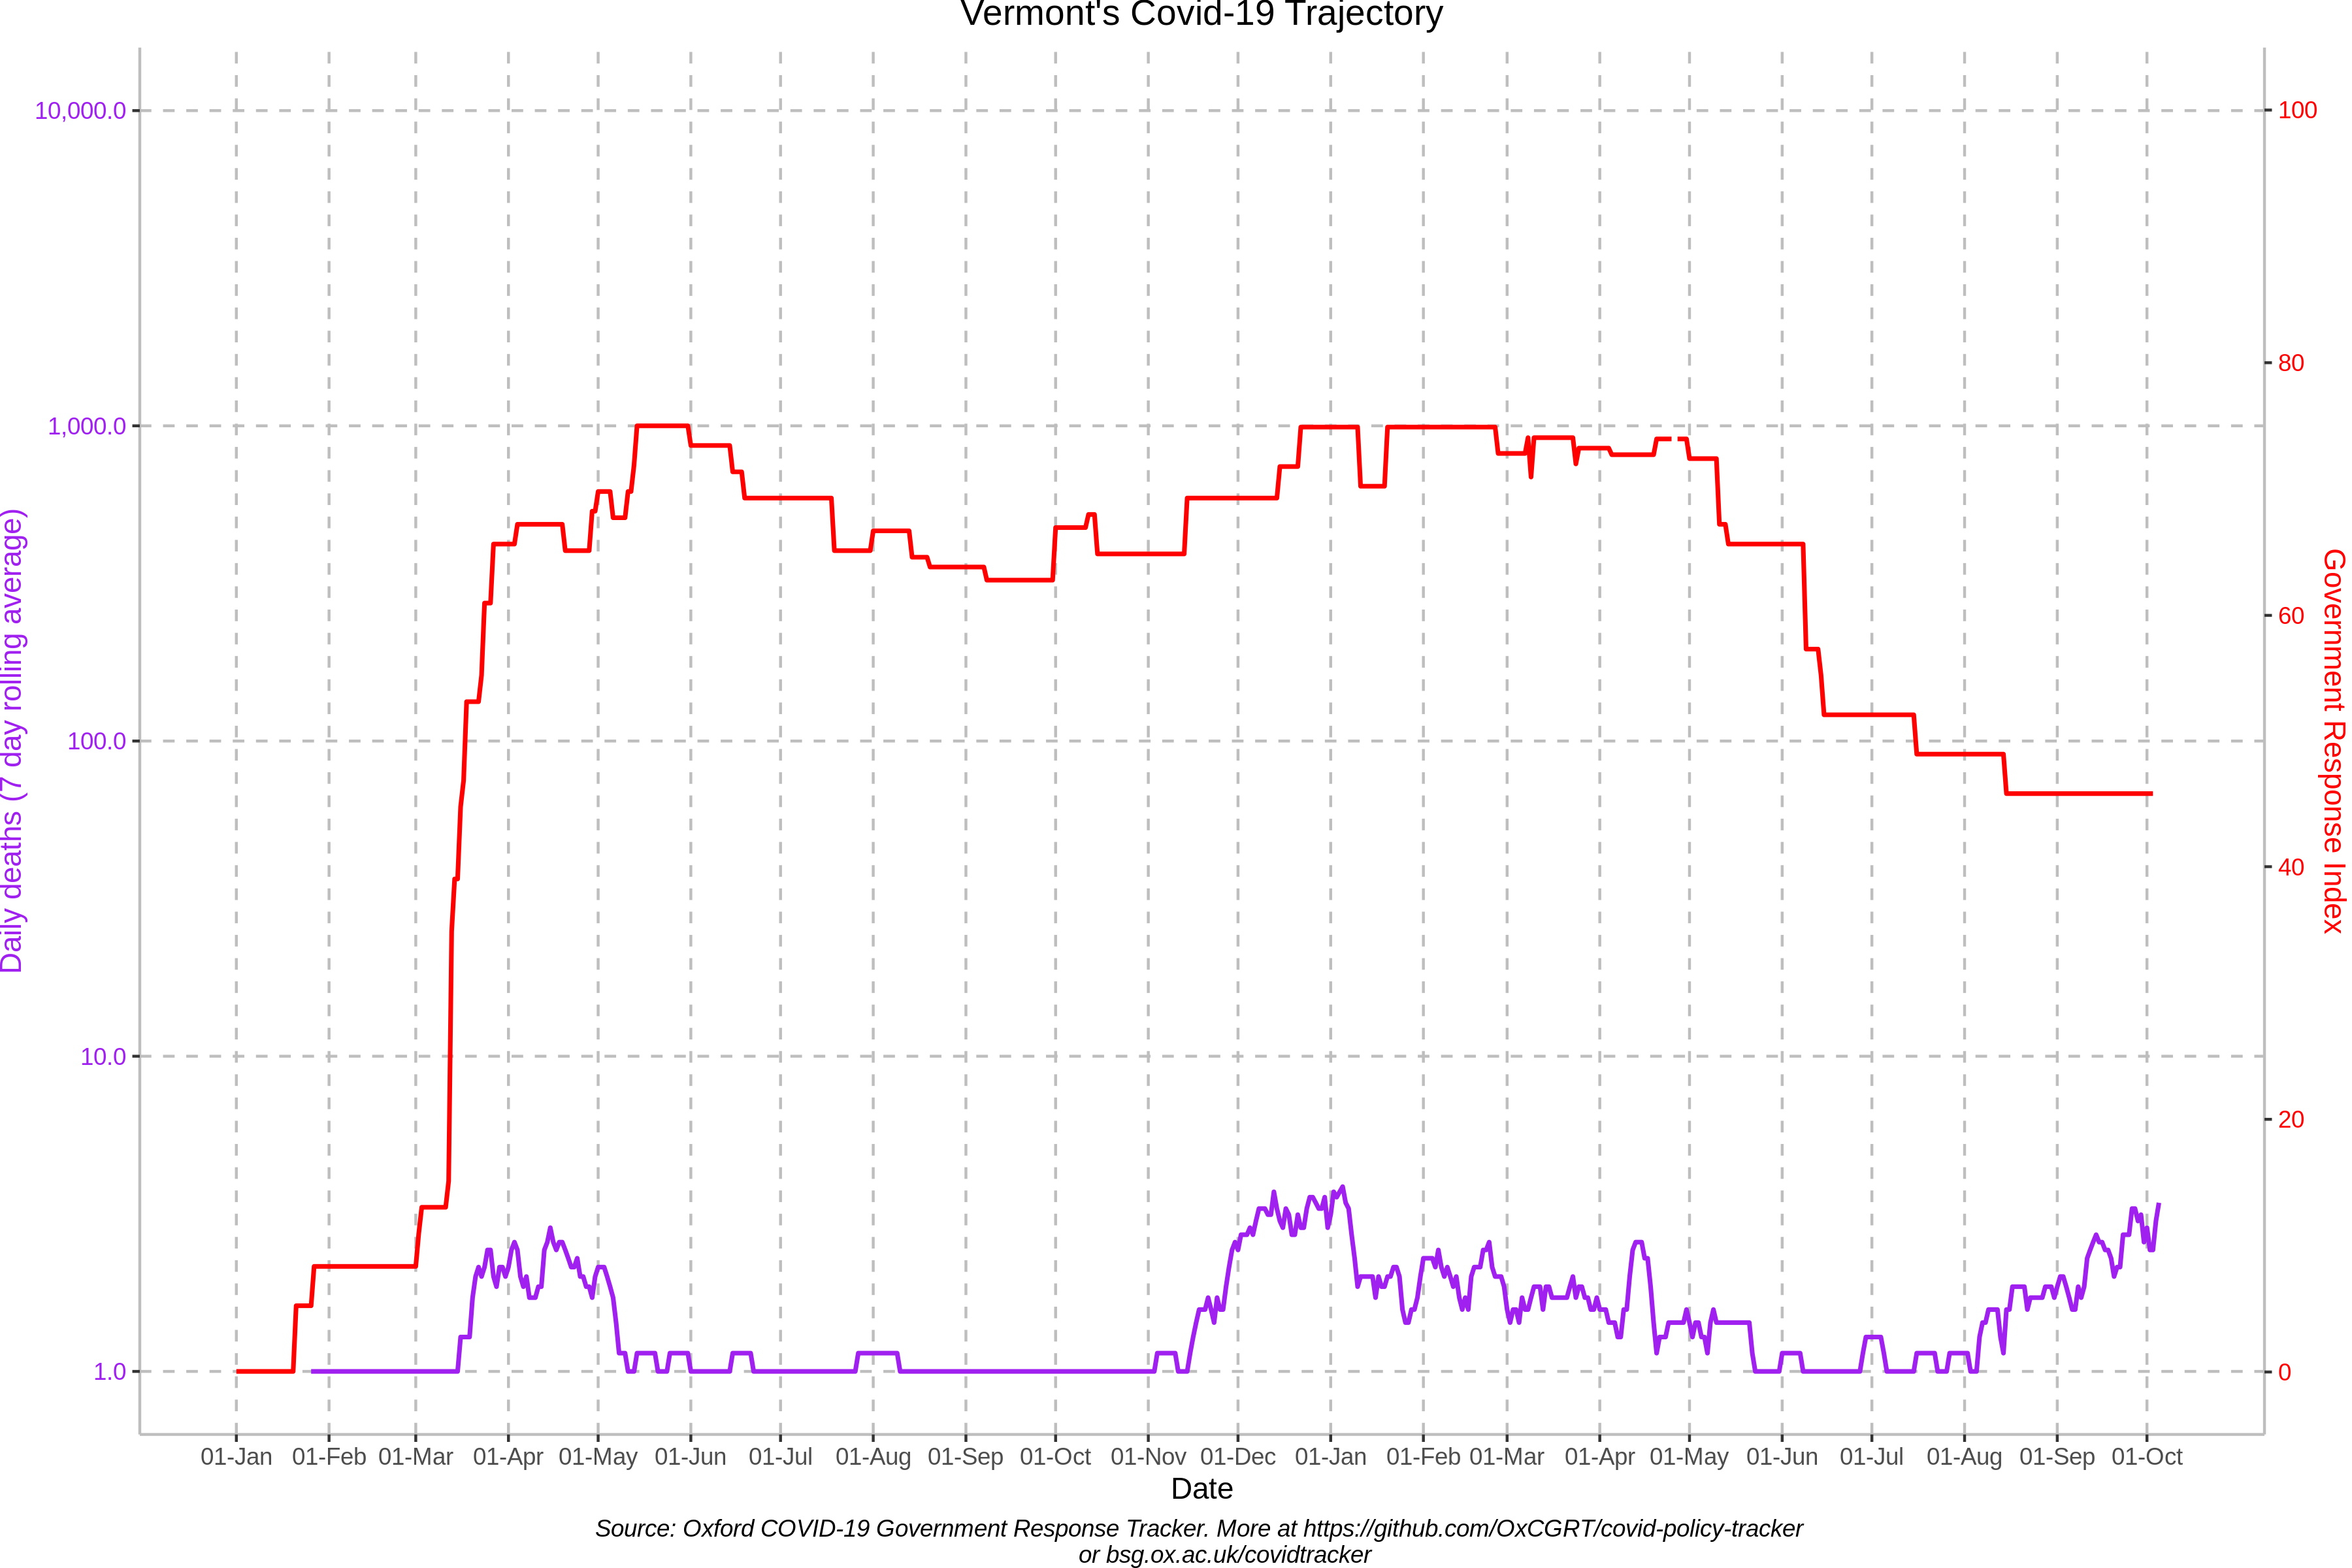 Vermont's Covid-19 Trajectory
10,000.0
1,000.0
100.0
10.0
1.0
Daily deaths (7 day rolling average)
100
80
60
40
20
0
Government Response Index
01-Jan 01-Feb 01-Mar 01-Apr 01-May 01-Jun 01-Jul 01-Aug 01-Sep 01-Oct 01-Nov 01-Dec 01-Jan 01-Feb 01-Mar 01-Apr 01-May 01-Jun 01-Jul 01-Aug 01-Sep 01-Oct
Date
Source: Oxford COVID-19 Government Response Tracker. More at https://github.com/OxCGRT/covid-policy-tracker
or bsg.ox.ac.uk/covidtracker